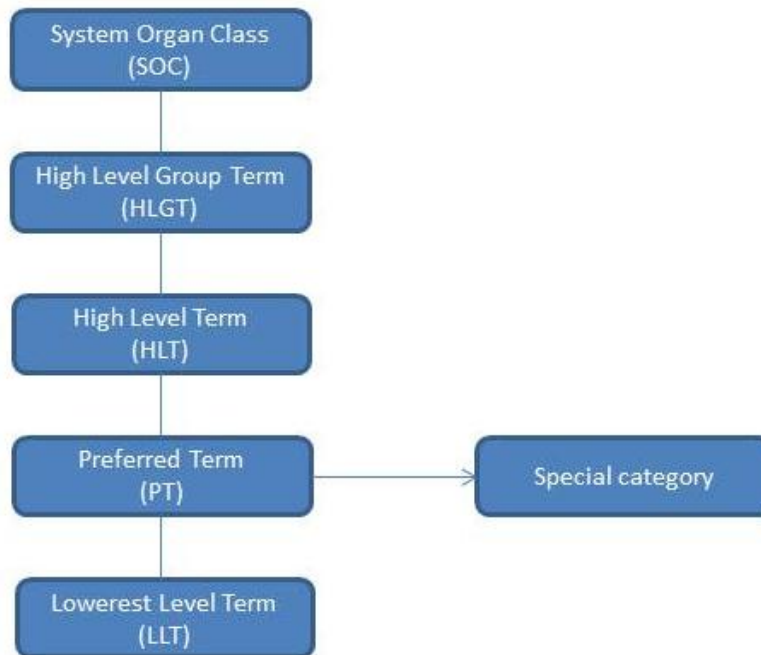 System Organ Class
(SOC)
High Level Group Term
(HLGT)
High Level Term
(HLT)
Preferred Term
(PT)
Special category
Lowerest Level Term
(LLT)